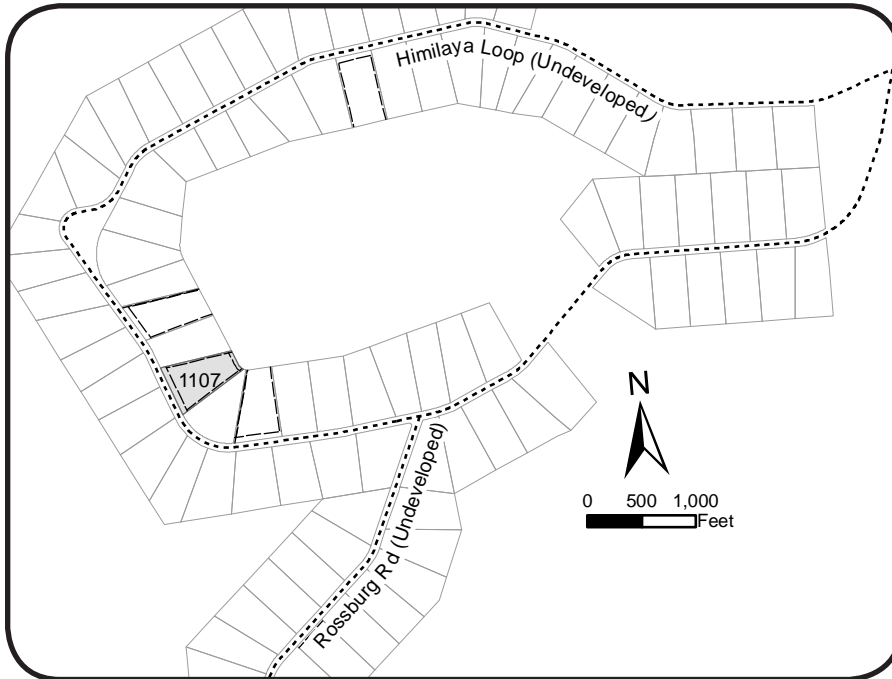 Himilaya Loop (Undeveloped)
1107
N
0 500 1,000
Feet
Rossburg Rd (Undeveloped)